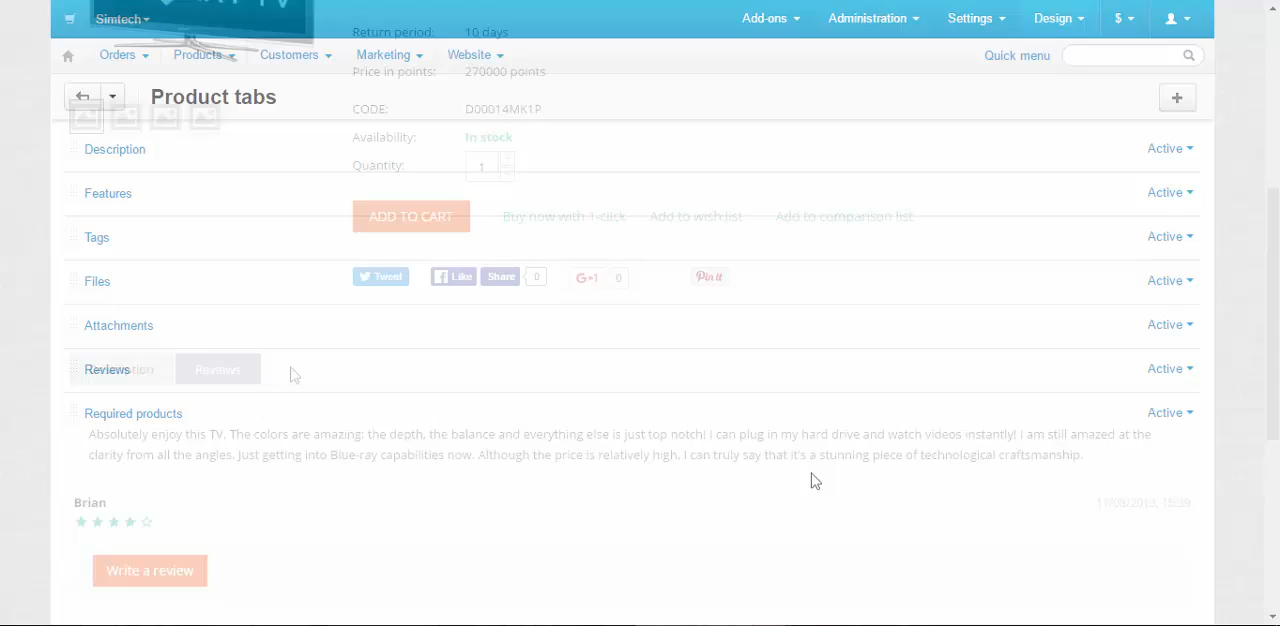 Simtech
Add-ons Administration Settings Design $
Return period: 10 days
Orders Products Customers Marketing Website Quick menu
Price in points: 270000 points
Product tabs
CODE: D00014MK1P
Availability: In stock
Description Active
Quantity: 1
Features Active
ADD TO CART Buy now with 1-click Add to wish list Add to comparison list
Tags Active
Tweet Like Share 0 G+1 0 Pin it
Files Active
Attachments Active
Reviews Active
Reviews
Required products Active
Absolutely enjoy this TV. The colors are amazing: the depth, the balance and everything else is just top notch! I can plug in my hard drive and watch videos instantly! I am still amazed at the
clarity from all the angles. Just getting into Blue-ray capabilities now. Although the price is relatively high, I can truly say that it's a stunning piece of technological craftsmanship.
Brian
Write a review